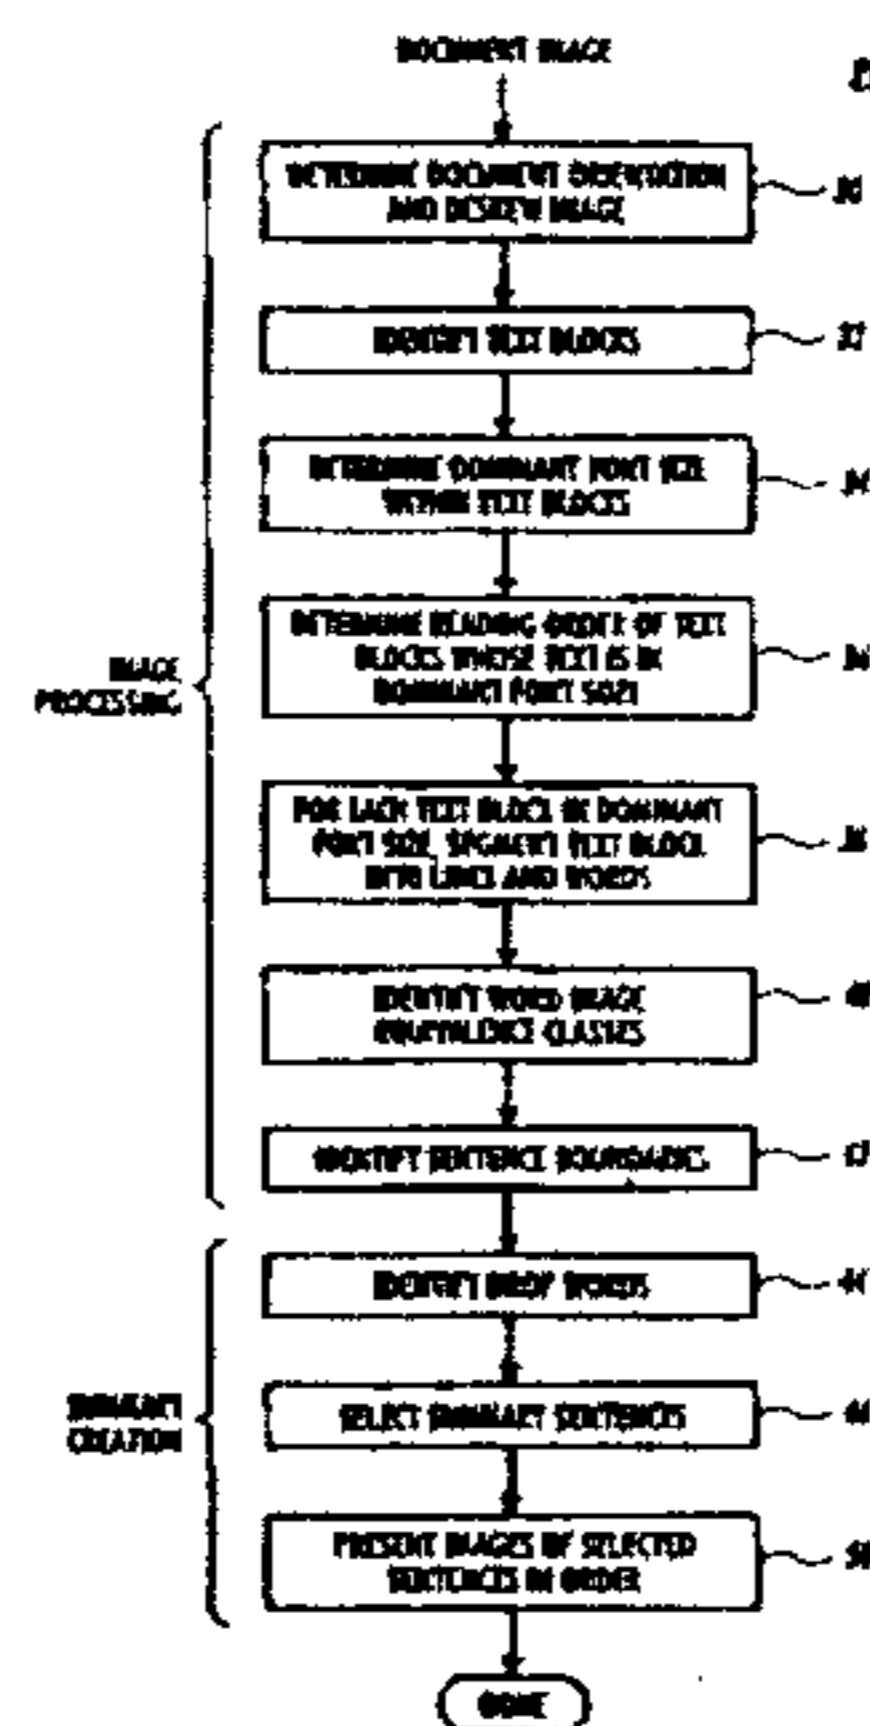 DOCUMENT IMAGE
DETERMINE DOCUMENT ORIENTATION
AND DESKEW IMAGE
IDENTIFY TEXT BLOCKS
DETERMINE DOMINANT FONT SIZE
WITHIN TEXT BLOCKS
DETERMINE READING ORDER OF TEXT
BLOCKS WHOSE TEXT IS IN
DOMINANT FONT SIZE
FOR EACH TEXT BLOCK IN DOMINANT
FONT SIZE, SEGMENT TEXT BLOCK
INTO LINES AND WORDS
IDENTIFY WORD IMAGE
EQUIVALENCE CLASSES
IDENTIFY SENTENCE BOUNDARIES
IMAGE
PROCESSING
IDENTIFY DROP WORDS
SELECT SUMMARY SENTENCES
PRESENT IMAGES OF SELECTED
SENTENCES IN ORDER
SUMMARY
CREATION
DONE